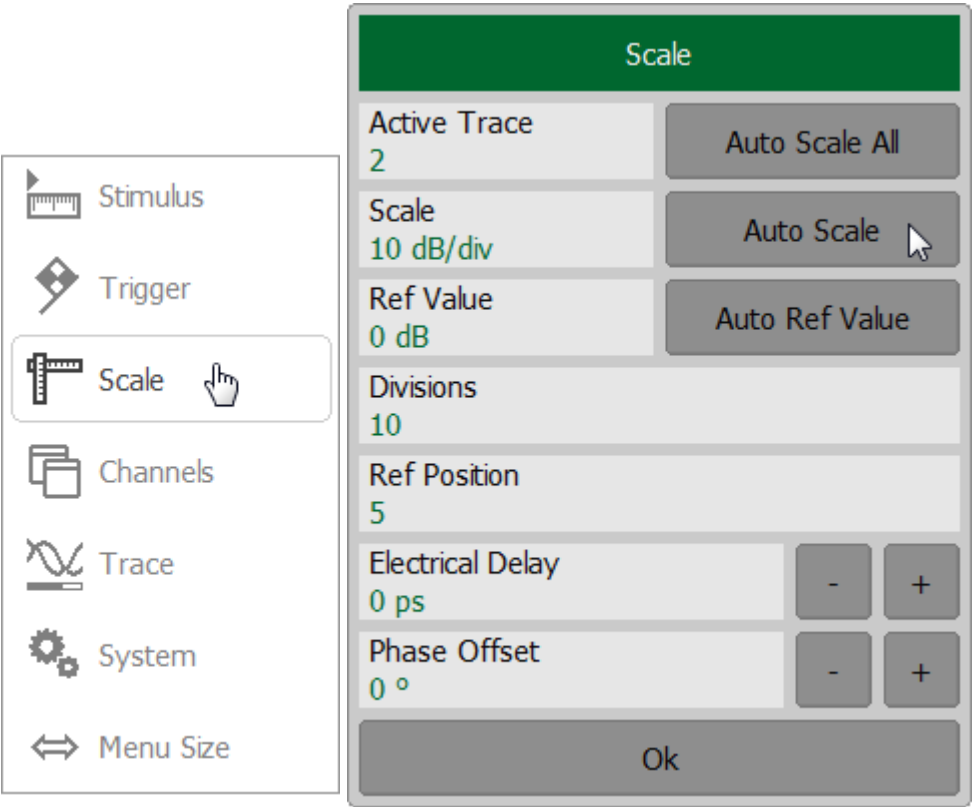 Stimulus
Trigger
Scale
Channels
Trace
System
Menu Size
Scale
Active Trace
2
Auto Scale All
Scale
10 dB/div
Auto Scale
Ref Value
0 dB
Auto Ref Value
Divisions
10
Ref Position
5
Electrical Delay
0 ps
-
+
Phase Offset
0 º
-
+
Ok